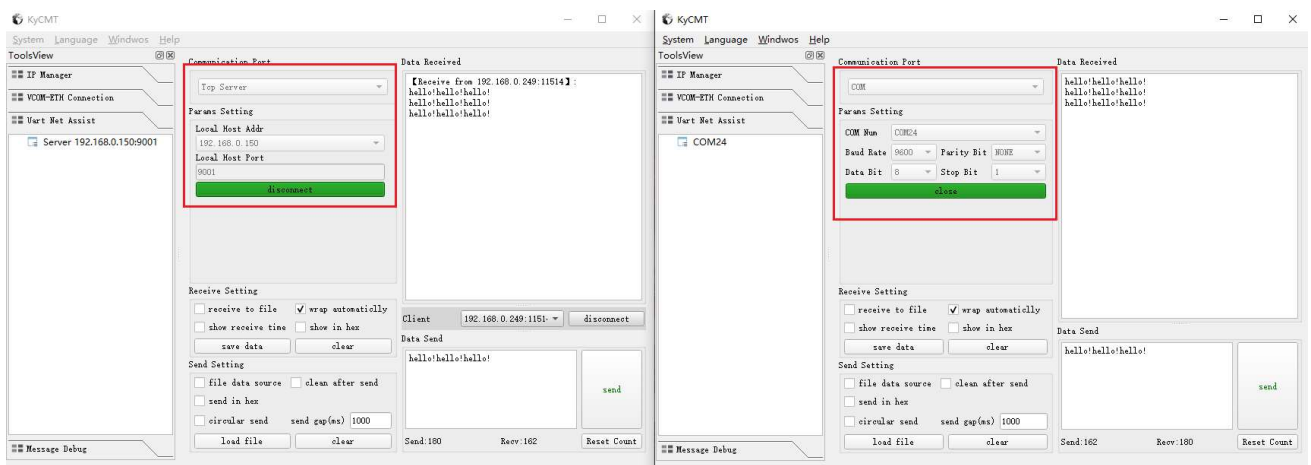 KyCMT
System Language Windwos Help
ToolsView
IP Manager
VCOM-ETH Connection
Uart Net Assist
Server 192.168.0.150:9001
Message Debug
Communication Port
Tcp Server
Params Setting
Local Host Addr
192.168.0.150
Local Host Port
9001
disconnect
Receive Setting
receive to file wrap automaticlly
show receive time show in hex
save data clear
Send Setting
file data source clean after send
send in hex
circular send send gap(ms) 1000
load file clear
Data Received
【Receive from 192.168.0.249:11514】:
hello!hello!hello!
hello!hello!hello!
hello!hello!hello!
Client 192.168.0.249:1151 disconnect
Data Send
hello!hello!hello!
send
Send:180 Recv:162 Reset Count
KyCMT
System Language Windwos Help
ToolsView
IP Manager
VCOM-ETH Connection
Uart Net Assist
COM24
Message Debug
Communication Port
COM
Params Setting
COM Num COM24
Baud Rate 9600 Parity Bit NONE
Data Bit 8 Stop Bit 1
close
Receive Setting
receive to file wrap automaticlly
show receive time show in hex
save data clear
Send Setting
file data source clean after send
send in hex
circular send send gap(ms) 1000
load file clear
Data Received
hello!hello!hello!
hello!hello!hello!
hello!hello!hello!
Data Send
hello!hello!hello!
send
Send:162 Recv:180 Reset Count